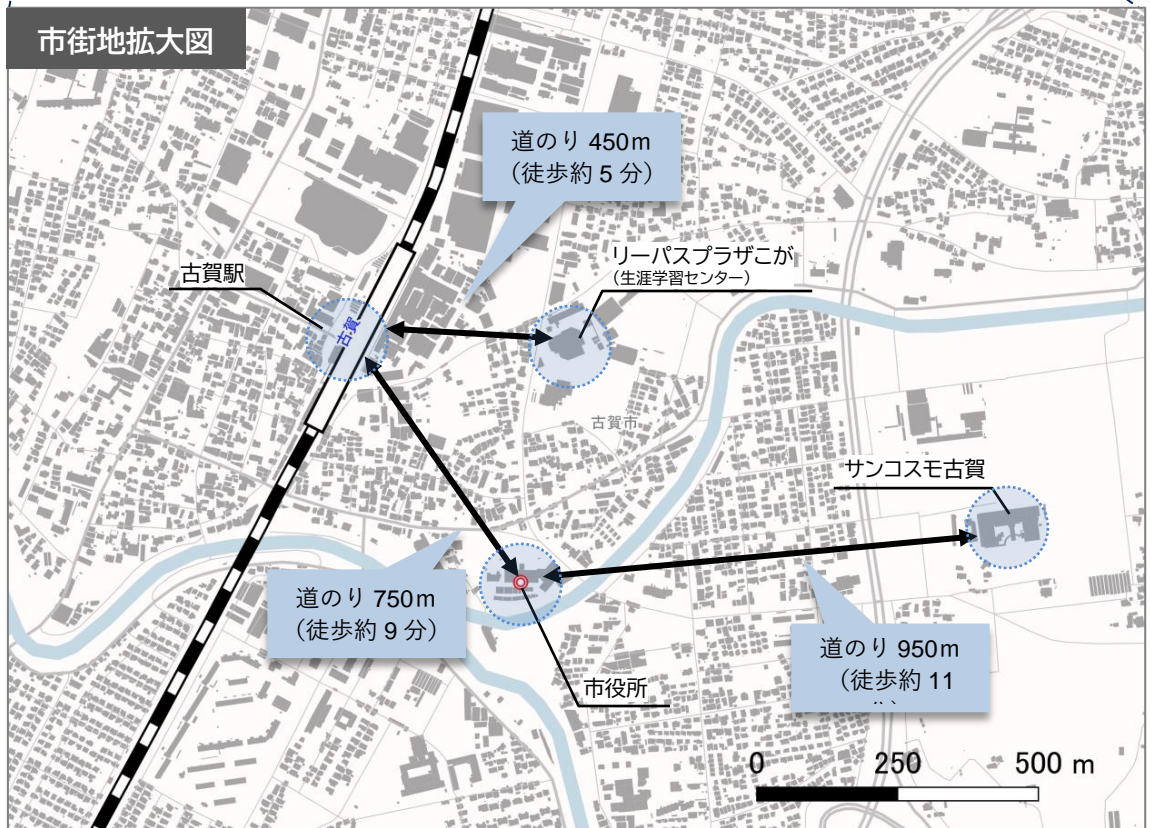 市街地拡大図
道のり 450m
（徒歩約 5 分）
リーパスプラザこが
（生涯学習センター）
古賀駅
古賀
古賀市
サンコスモ古賀
道のり 750m
（徒歩約 9 分）
道のり 950m
（徒歩約 11
市役所
0 250 500 m